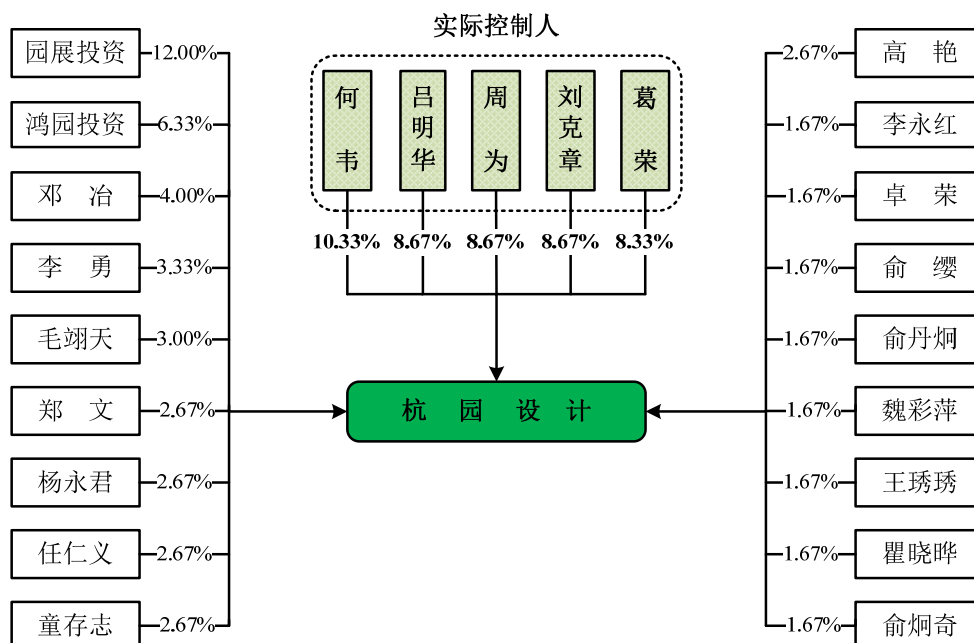 实际控制人
园展投资 12.00%
鸿园投资 6.33%
邓 冶 4.00%
李 勇 3.33%
毛翊天 3.00%
郑 文 2.67%
杨永君 2.67%
任仁义 2.67%
童存志 2.67%
何韦
吕明华
周为
刘克章
葛荣
10.33% 8.67% 8.67% 8.67% 8.33%
杭 园 设 计
2.67% 高 艳
1.67% 李永红
1.67% 卓 荣
1.67% 俞 缨
1.67% 俞丹炯
1.67% 魏彩萍
1.67% 王琇琇
1.67% 瞿晓晔
1.67% 俞炯奇